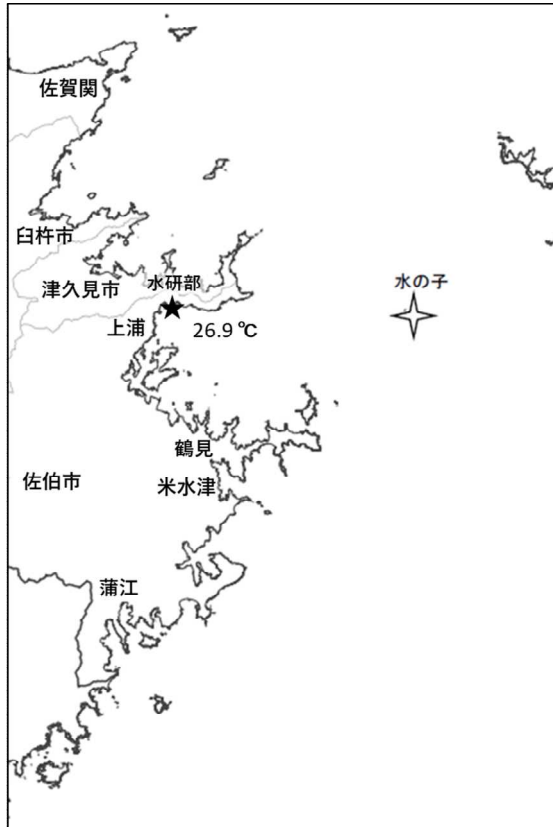 佐賀関
臼杵市
津久見市
水研部
水の子
上浦
26.9 ℃
鶴見
佐伯市
米水津
蒲江